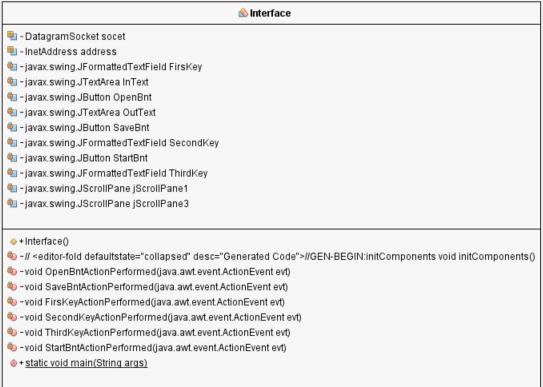 Interface
- DatagramSocket socet
- InetAddress address
- javax.swing.JFormattedTextField FirsKey
- javax.swing.JTextArea InText
- javax.swing.JButton OpenBnt
- javax.swing.JTextArea OutText
- javax.swing.JButton SaveBnt
- javax.swing.JFormattedTextField SecondKey
- javax.swing.JButton StartBnt
- javax.swing.JFormattedTextField ThirdKey
- javax.swing.JScrollPane jScrollPane1
- javax.swing.JScrollPane jScrollPane3
+ Interface()
- // <editor-fold defaultstate="collapsed" desc="Generated Code">//GEN-BEGIN:initComponents void initComponents()
- void OpenBntActionPerformed(java.awt.event.ActionEvent evt)
- void SaveBntActionPerformed(java.awt.event.ActionEvent evt)
- void FirsKeyActionPerformed(java.awt.event.ActionEvent evt)
- void SecondKeyActionPerformed(java.awt.event.ActionEvent evt)
- void ThirdKeyActionPerformed(java.awt.event.ActionEvent evt)
- void StartBntActionPerformed(java.awt.event.ActionEvent evt)
+ static void main(String args)